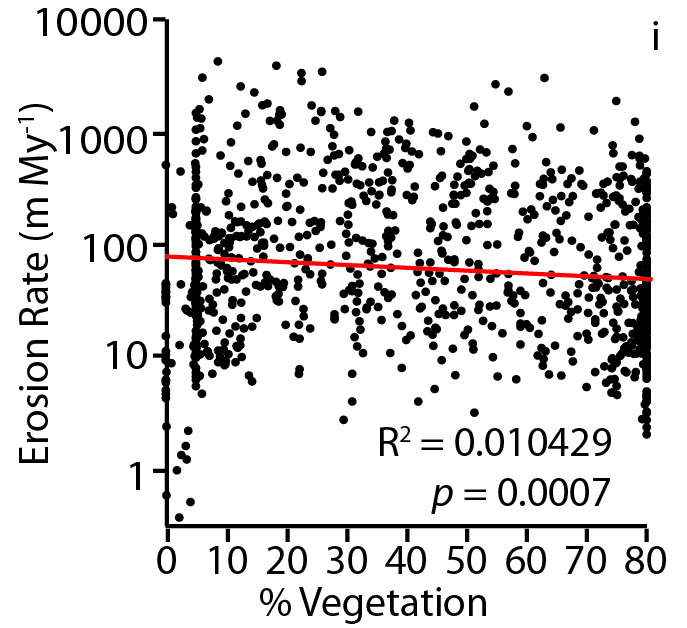 i
Erosion Rate (m My⁻¹)
10000
1000
100
10
1
R² = 0.010429
p = 0.0007
0 10 20 30 40 50 60 70 80
% Vegetation